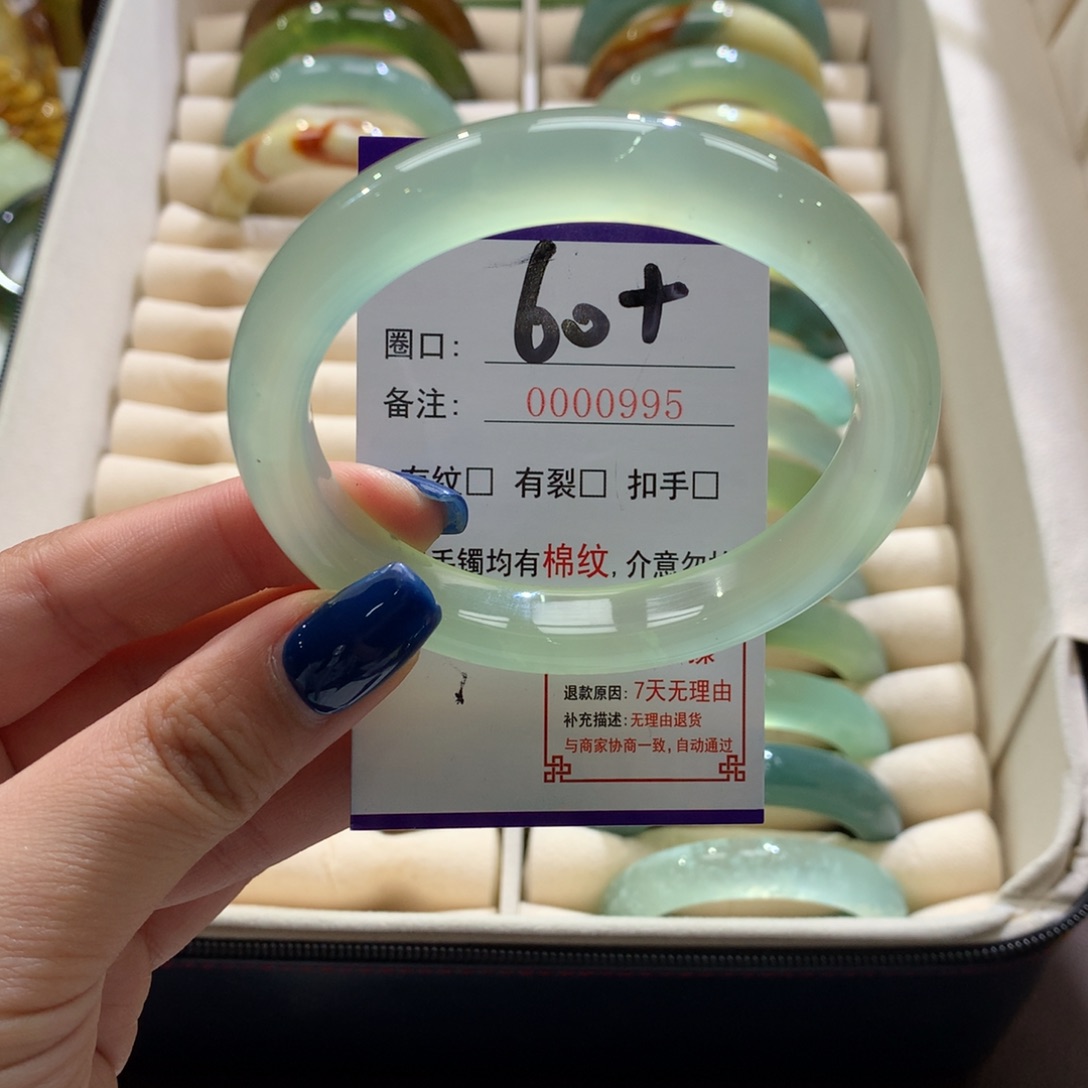 圈口: 60+
备注: 0000995
有纹□ 有裂□ 扣手□
手镯均有棉纹, 介意勿
退款原因: 7天无理由
补充描述: 无理由退货
与商家协商一致, 自动通过